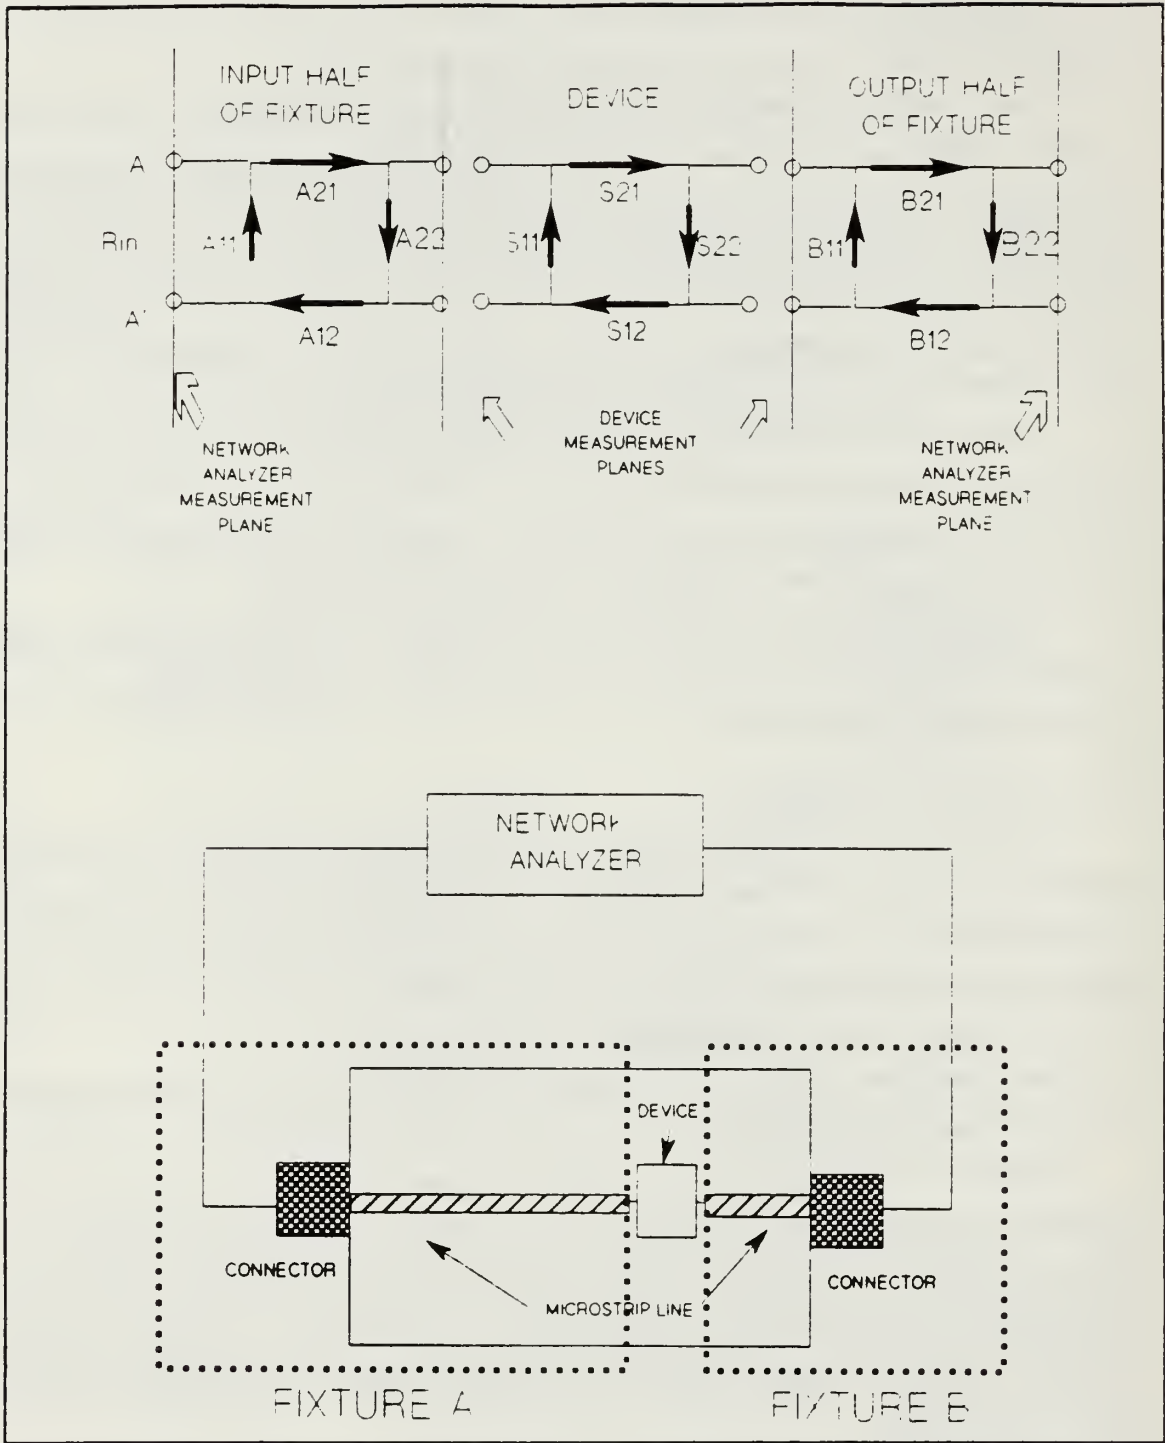 INPUT HALF
OF FIXTURE
DEVICE
OUTPUT HALF
OF FIXTURE
A
A21
S21
B21
Rin
A11
A22
S11
S22
B11
B22
A'
A12
S12
B12
NETWORK
ANALYZER
MEASUREMENT
PLANE
DEVICE
MEASUREMENT
PLANES
NETWORK
ANALYZER
MEASUREMENT
PLANE
NETWORK
ANALYZER
DEVICE
CONNECTOR
CONNECTOR
MICROSTRIP LINE
FIXTURE A
FIXTURE B